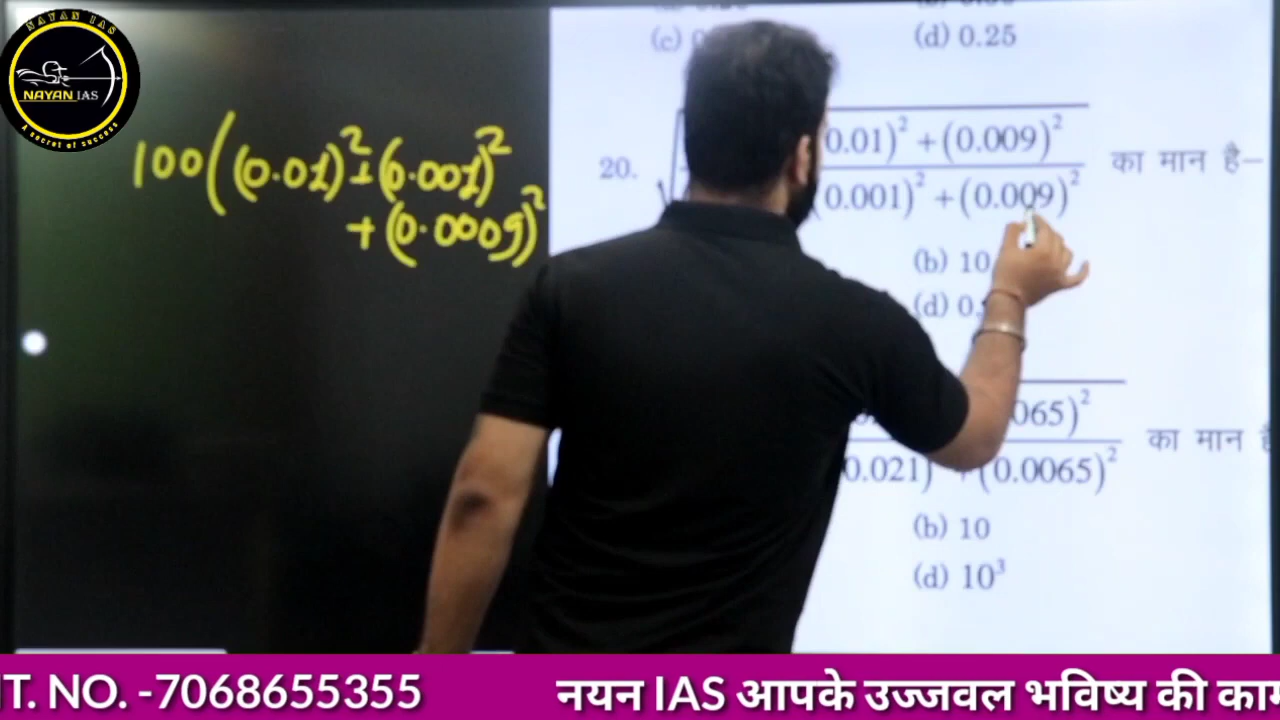 NAYAN IAS
NAYAN IAS
A secret of success
100((0.01)² + (0.001)²
+ (0.0009)²
(c)
(d) 0.25
20.
0.01)² + (0.009)²
(0.001)² + (0.009)²
का मान है–
(b) 10
(d)
065)²
0.021) + (0.0065)²
का मान
(b) 10
(d) 10³
NO. -7068655355
नयन IAS आपके उज्जवल भविष्य की